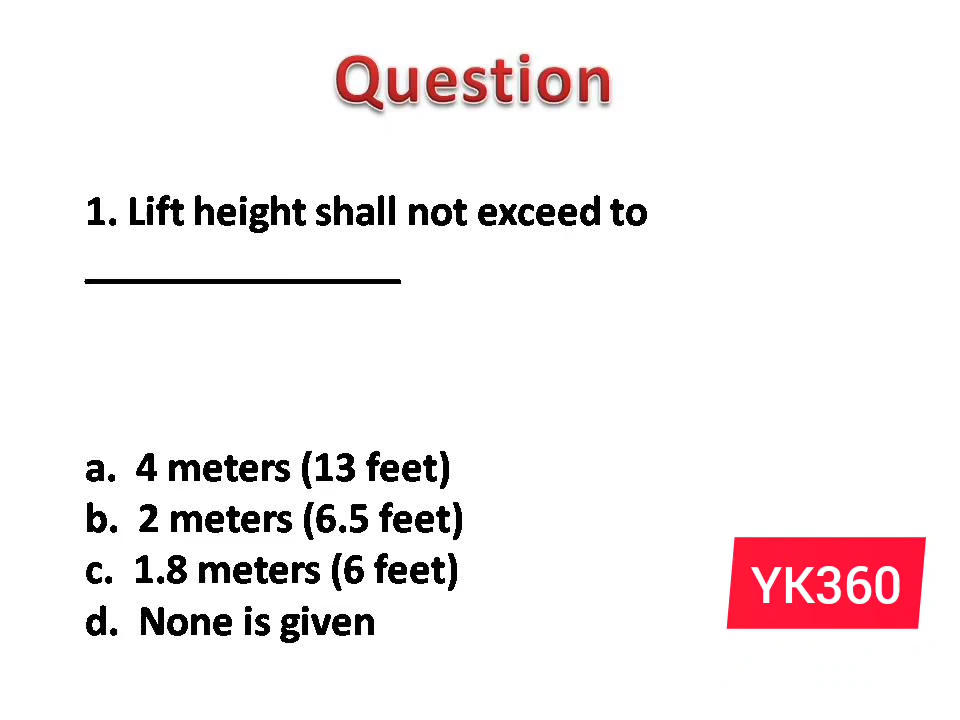 Question
1. Lift height shall not exceed to
_______________
a. 4 meters (13 feet)
b. 2 meters (6.5 feet)
c. 1.8 meters (6 feet)
d. None is given
YK360